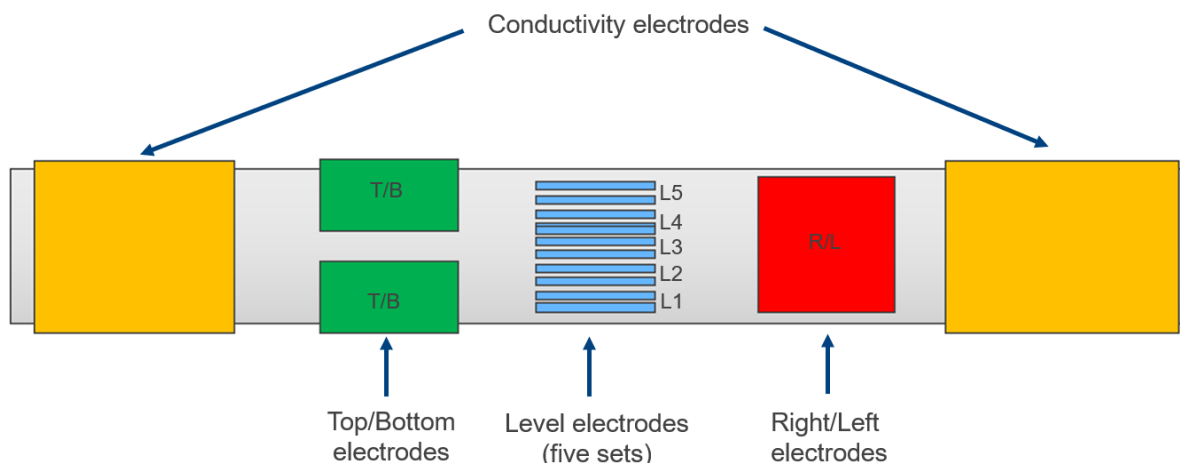 Conductivity electrodes
T/B
L5
L4
L3
R/L
L2
T/B
L1
Top/Bottom
electrodes
Level electrodes
(five sets)
Right/Left
electrodes